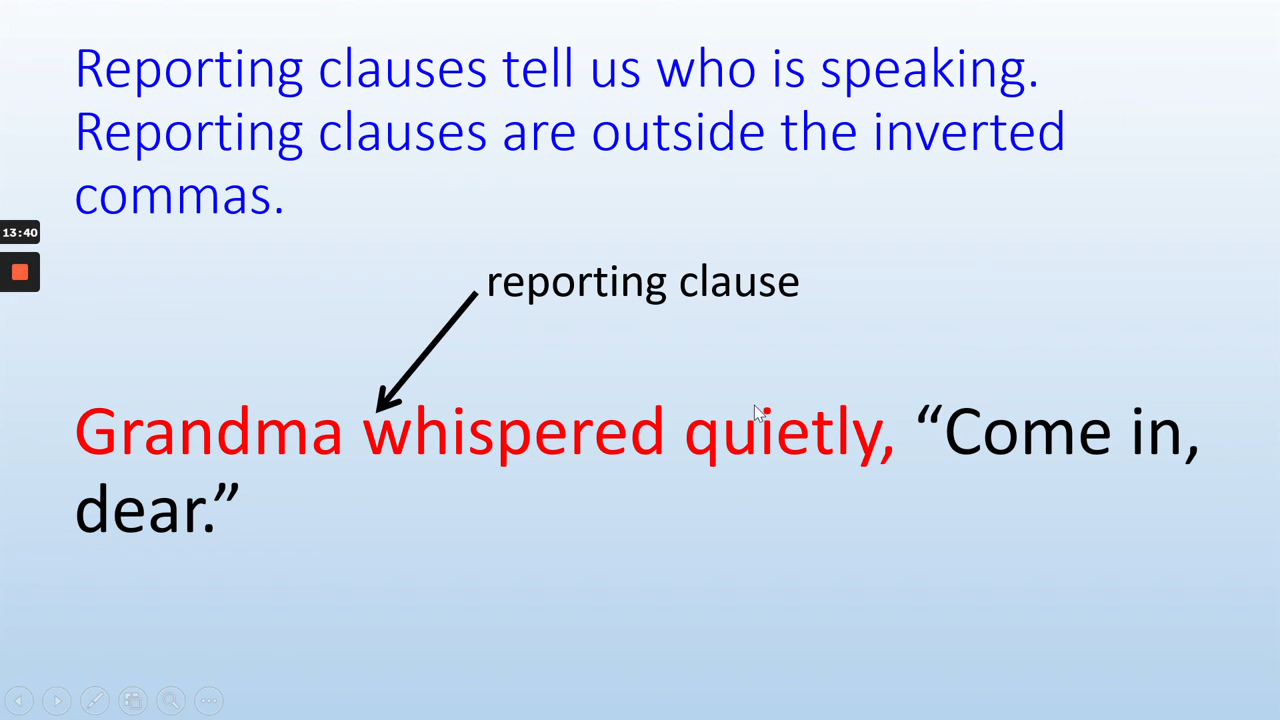 Reporting clauses tell us who is speaking.
Reporting clauses are outside the inverted
commas.
13:40
reporting clause
Grandma whispered quietly, “Come in,
dear.”